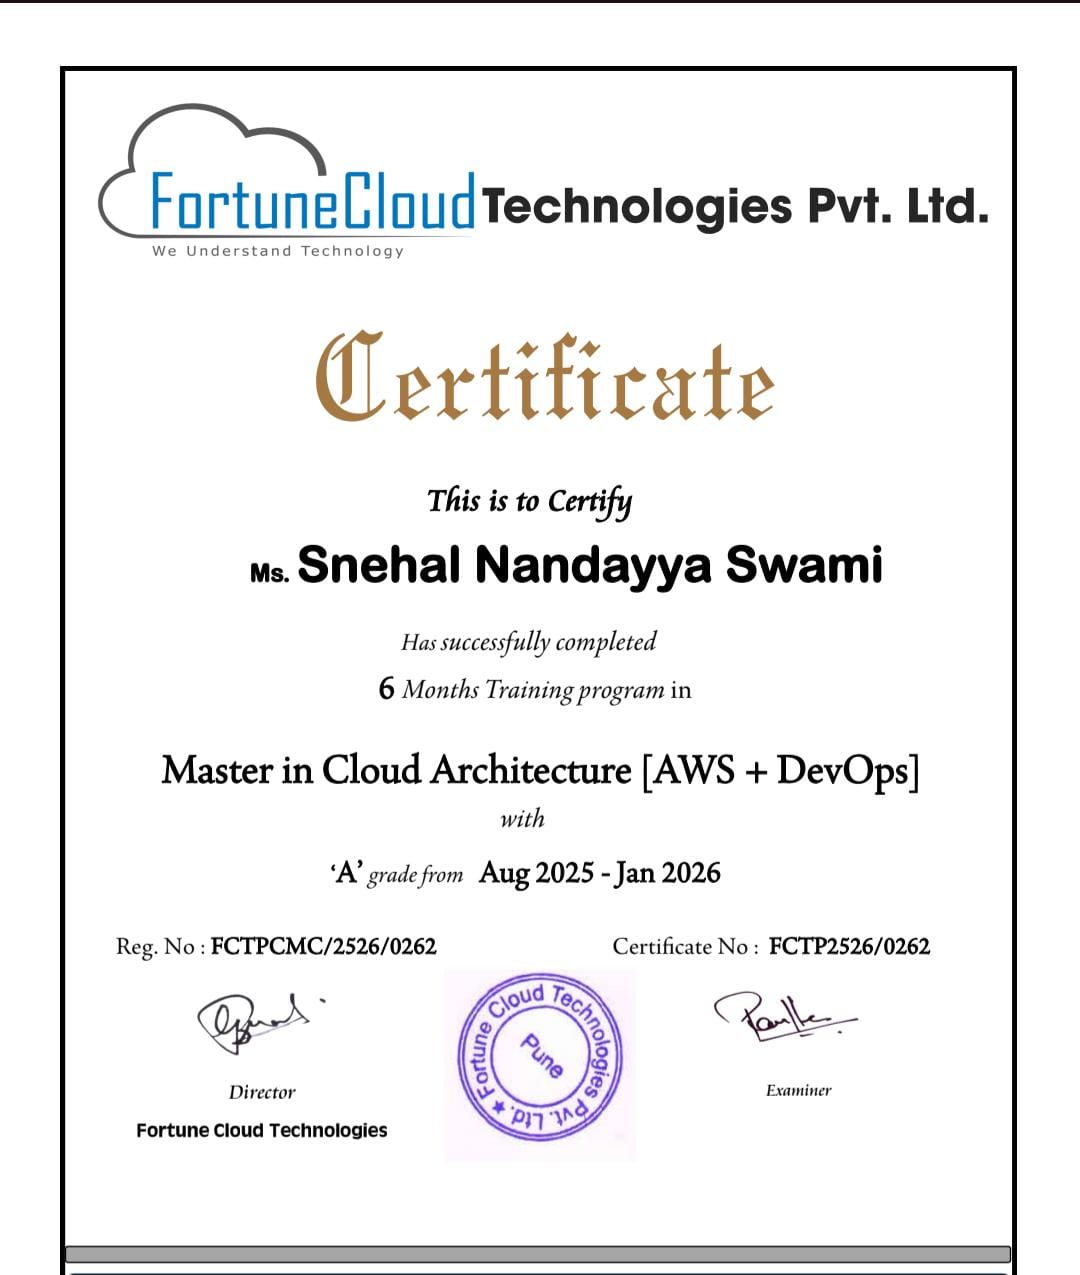 FortuneCloud Technologies Pvt. Ltd.
We Understand Technology
Certificate
This is to Certify
Ms. Snehal Nandayya Swami
Has successfully completed
6 Months Training program in
Master in Cloud Architecture [AWS + DevOps]
with
‘A’ grade from Aug 2025 - Jan 2026
Reg. No : FCTPCMC/2526/0262 Certificate No : FCTP2526/0262
Fortune Cloud Technologies Pvt. Ltd. ★
Pune
Director
Examiner
Fortune Cloud Technologies